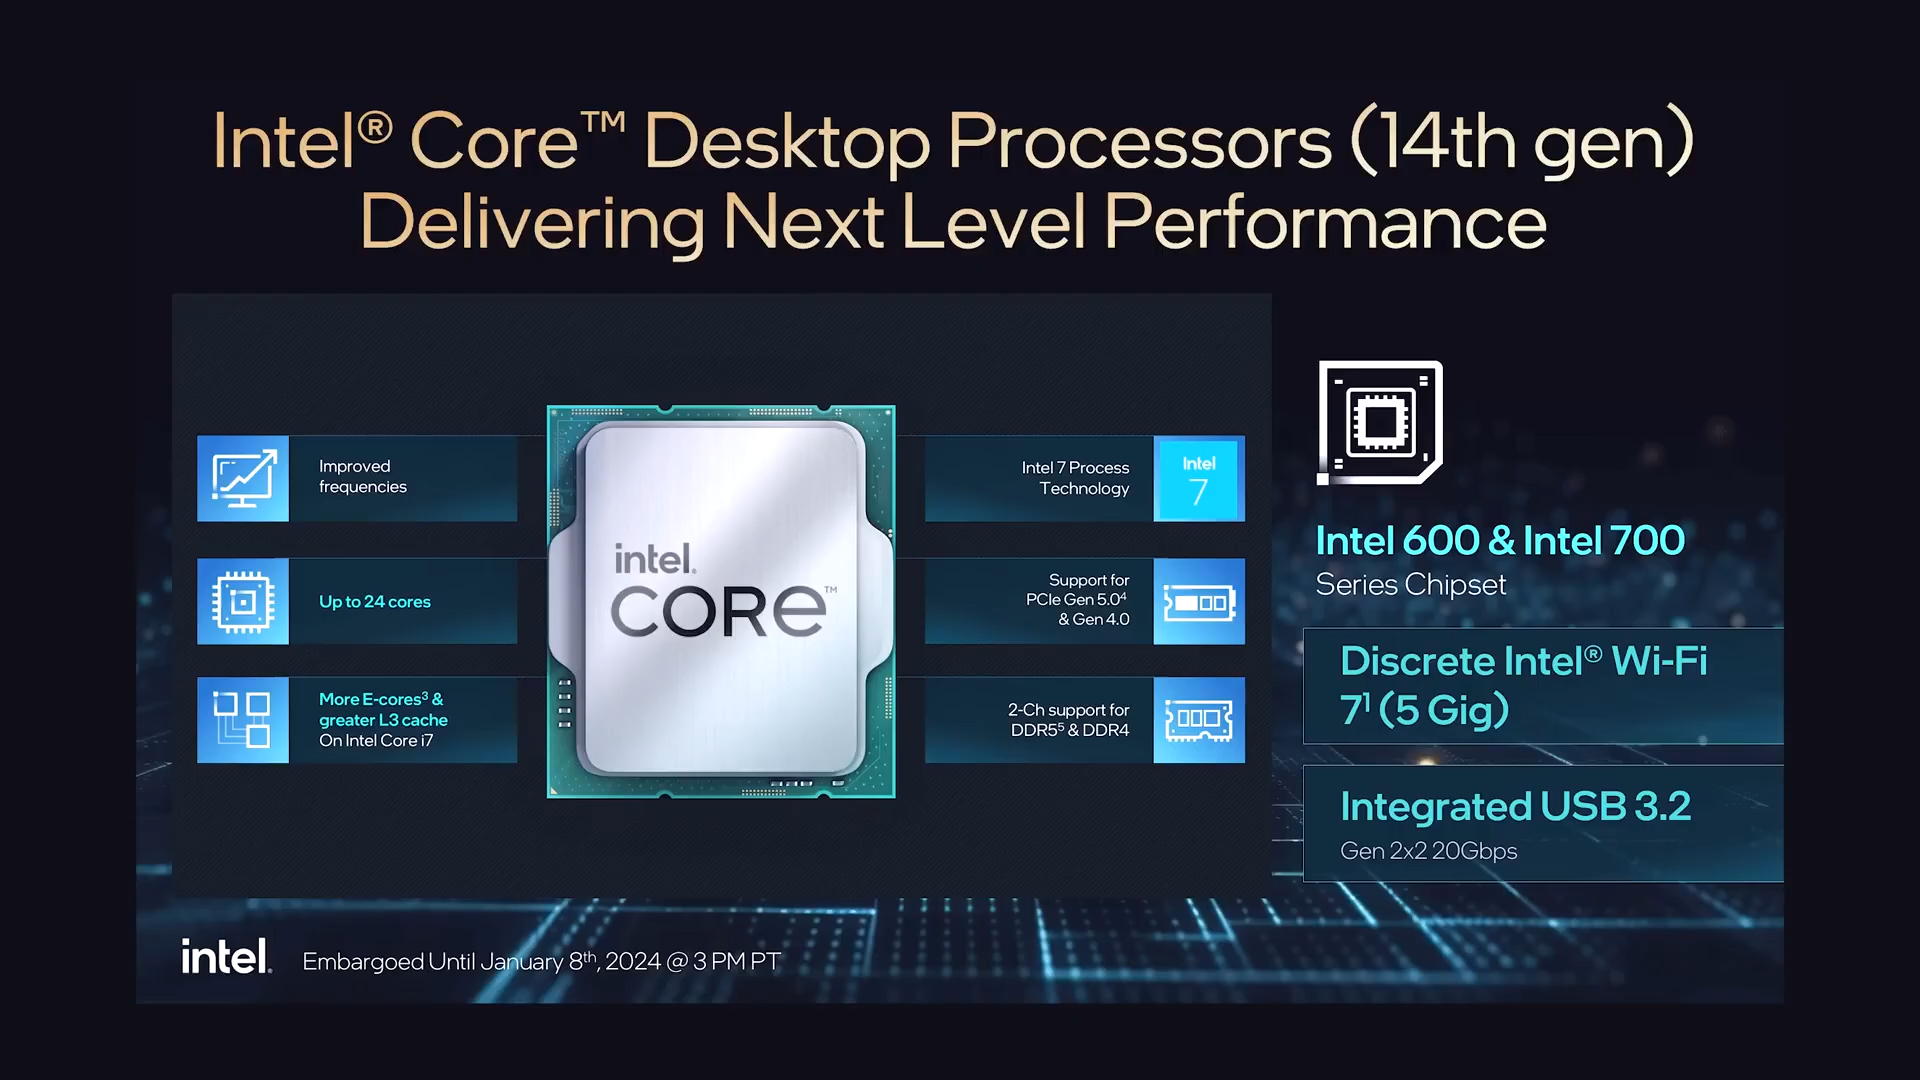 Intel® Core™ Desktop Processors (14th gen)
Delivering Next Level Performance
Improved
frequencies
Up to 24 cores
More E-cores³ &
greater L3 cache
On Intel Core i7
intel.
CORe™
Intel 7 Process
Technology
Intel
7
Support for
PCIe Gen 5.0⁴
& Gen 4.0
2-Ch support for
DDR5⁵ & DDR4
Intel 600 & Intel 700
Series Chipset
Discrete Intel® Wi-Fi
7¹ (5 Gig)
Integrated USB 3.2
Gen 2x2 20Gbps
intel.
Embargoed Until January 8th, 2024 @ 3 PM PT